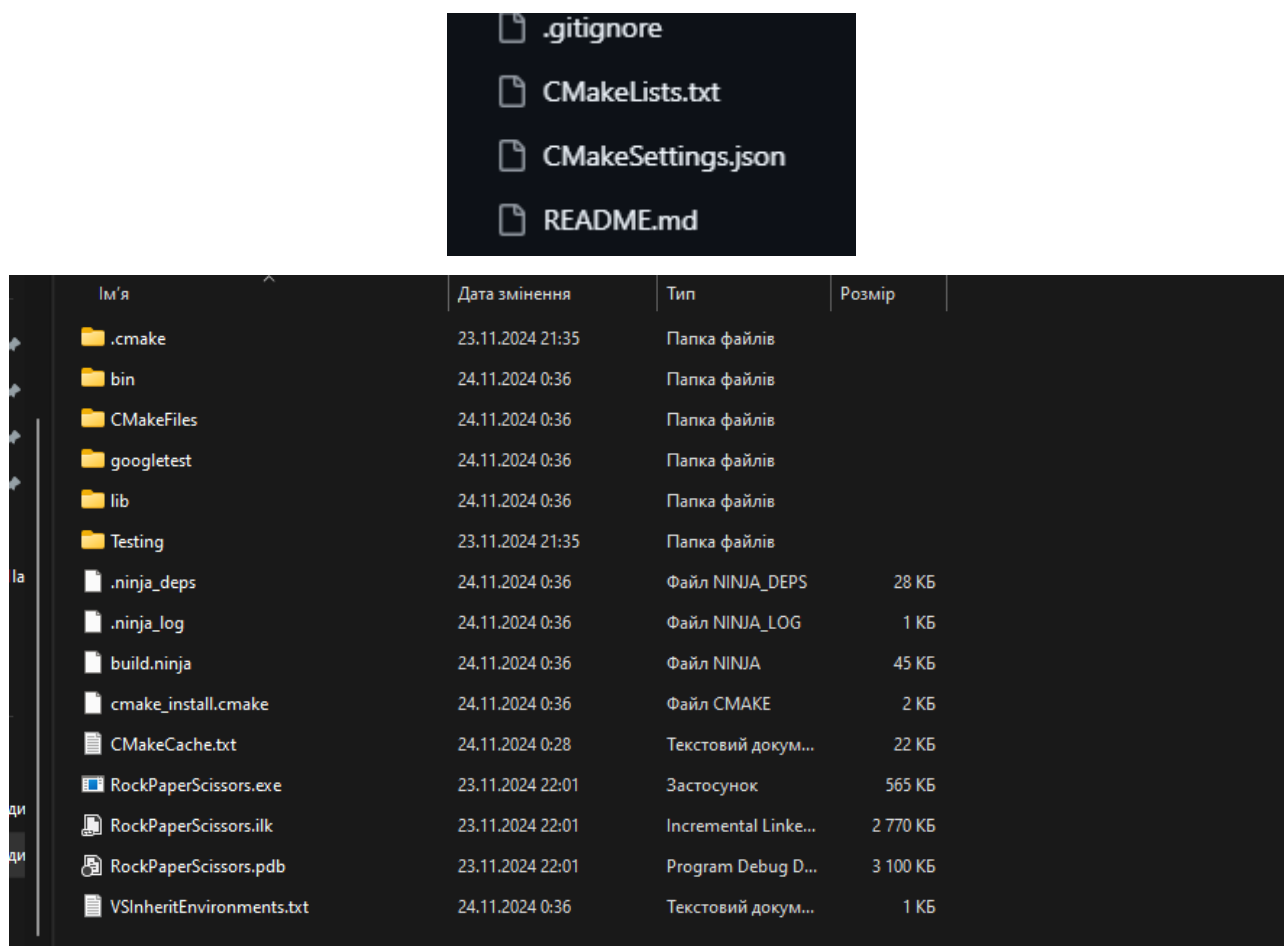 .gitignore
CMakeLists.txt
CMakeSettings.json
README.md
Ім'я Дата змінення Тип Розмір
.cmake 23.11.2024 21:35 Папка файлів
bin 24.11.2024 0:36 Папка файлів
CMakeFiles 24.11.2024 0:36 Папка файлів
googletest 24.11.2024 0:36 Папка файлів
lib 24.11.2024 0:36 Папка файлів
Testing 23.11.2024 21:35 Папка файлів
la .ninja_deps 24.11.2024 0:36 Файл NINJA_DEPS 28 КБ
.ninja_log 24.11.2024 0:36 Файл NINJA_LOG 1 КБ
build.ninja 24.11.2024 0:36 Файл NINJA 45 КБ
cmake_install.cmake 24.11.2024 0:36 Файл CMAKE 2 КБ
CMakeCache.txt 24.11.2024 0:28 Текстовий докум... 22 КБ
RockPaperScissors.exe 23.11.2024 22:01 Застосунок 565 КБ
ди RockPaperScissors.ilk 23.11.2024 22:01 Incremental Linke... 2 770 КБ
ди RockPaperScissors.pdb 23.11.2024 22:01 Program Debug D... 3 100 КБ
VSInheritEnvironments.txt 24.11.2024 0:36 Текстовий докум... 1 КБ